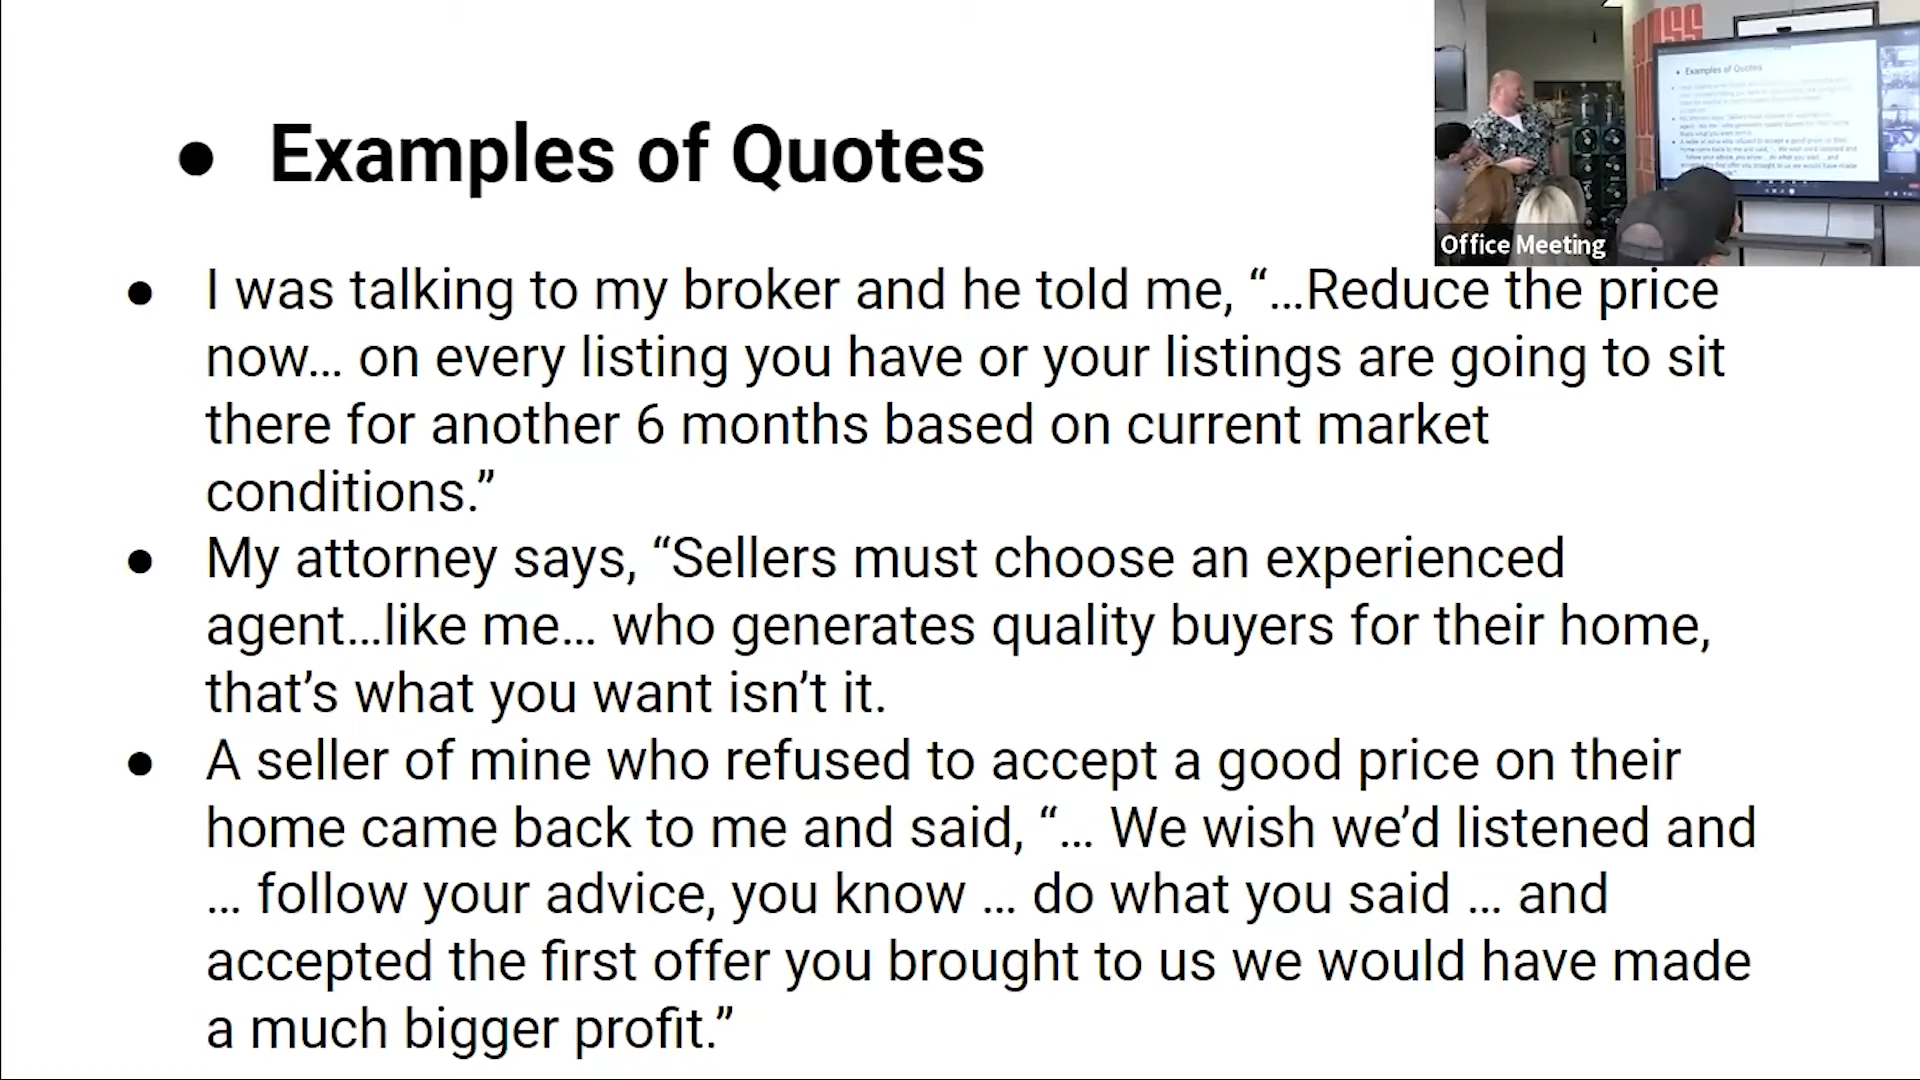 Examples of Quotes
Office Meeting
● Examples of Quotes
● I was talking to my broker and he told me, “…Reduce the price
now… on every listing you have or your listings are going to sit
there for another 6 months based on current market
conditions.”
● My attorney says, “Sellers must choose an experienced
agent…like me… who generates quality buyers for their home,
that’s what you want isn’t it.
● A seller of mine who refused to accept a good price on their
home came back to me and said, “… We wish we’d listened and
… follow your advice, you know … do what you said … and
accepted the first offer you brought to us we would have made
a much bigger profit.”